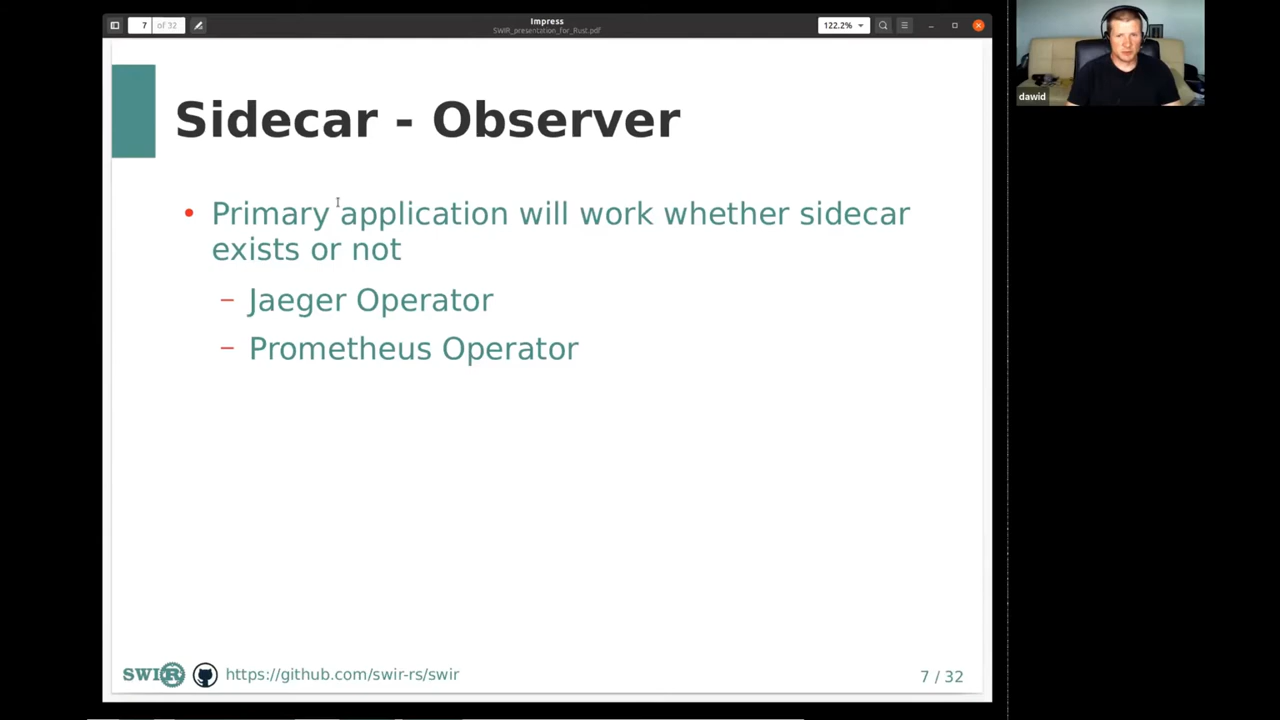 7 of 32
Impress
SWiR_presentation_for_Rust.pdf
122.2%
dawid
Sidecar - Observer
• Primary application will work whether sidecar
exists or not
– Jaeger Operator
– Prometheus Operator
SWIR
https://github.com/swir-rs/swir
7 / 32